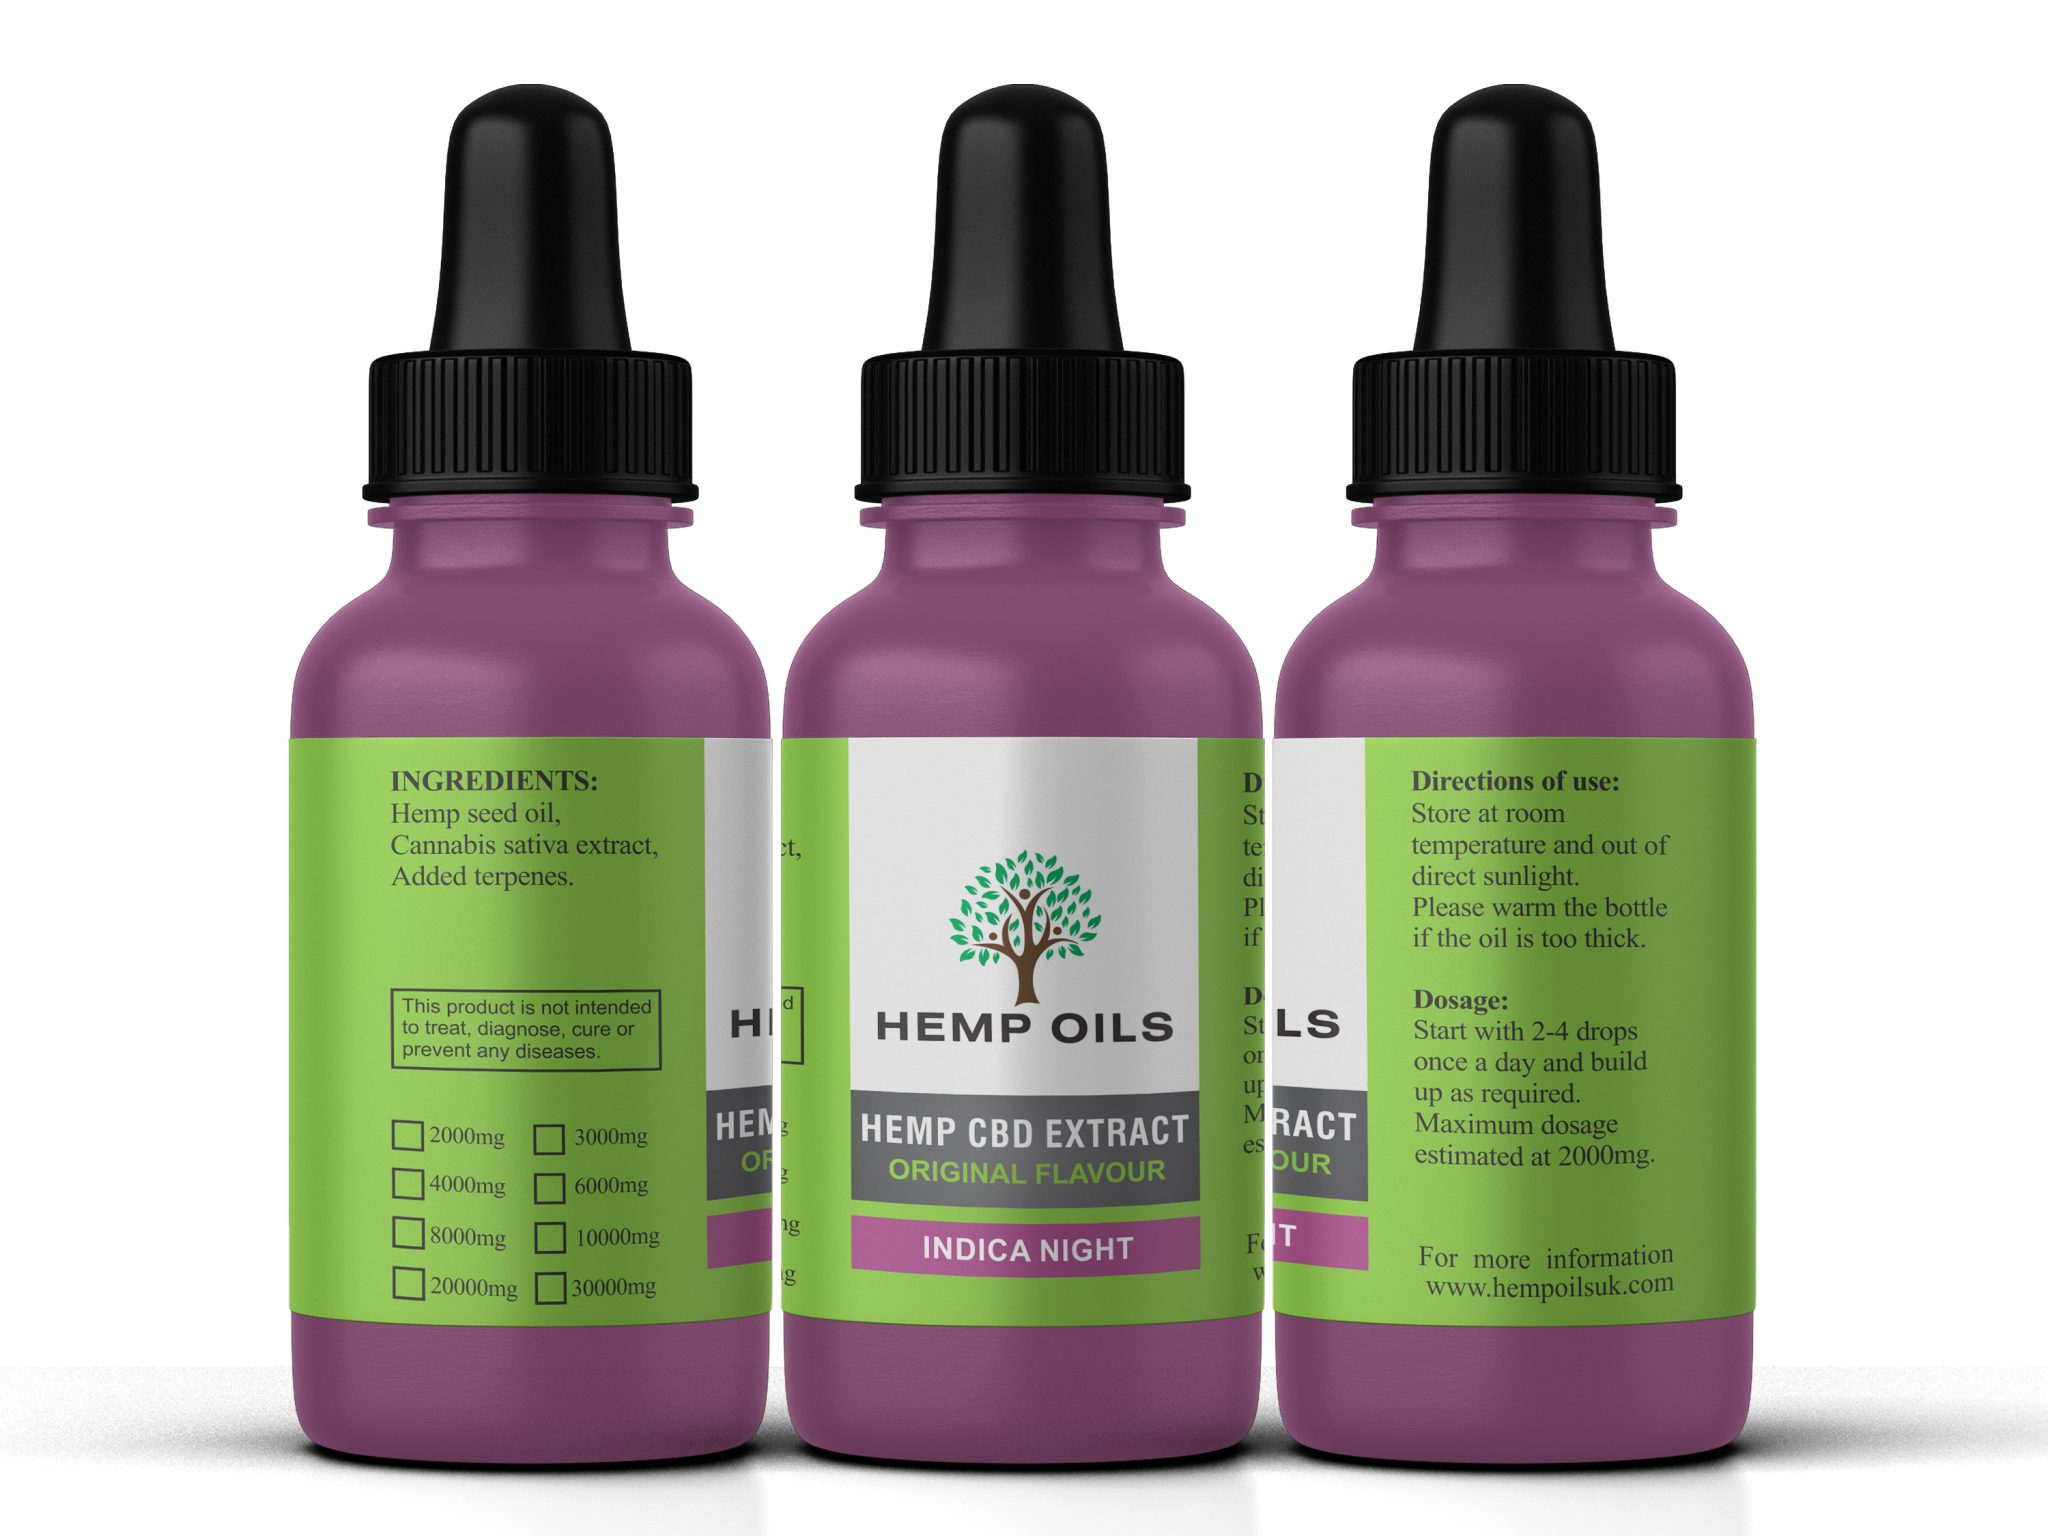 INGREDIENTS:
Hemp seed oil,
Cannabis sativa extract,
Added terpenes.
This product is not intended
to treat, diagnose, cure or
prevent any diseases.
2000mg 3000mg
4000mg 6000mg
8000mg 10000mg
20000mg 30000mg
HEMP OILS
HEMP CBD EXTRACT
ORIGINAL FLAVOUR
INDICA NIGHT
Directions of use:
Store at room
temperature and out of
direct sunlight.
Please warm the bottle
if the oil is too thick.
Dosage:
Start with 2-4 drops
once a day and build
up as required.
Maximum dosage
estimated at 2000mg.
For more information
www.hempoilsuk.com